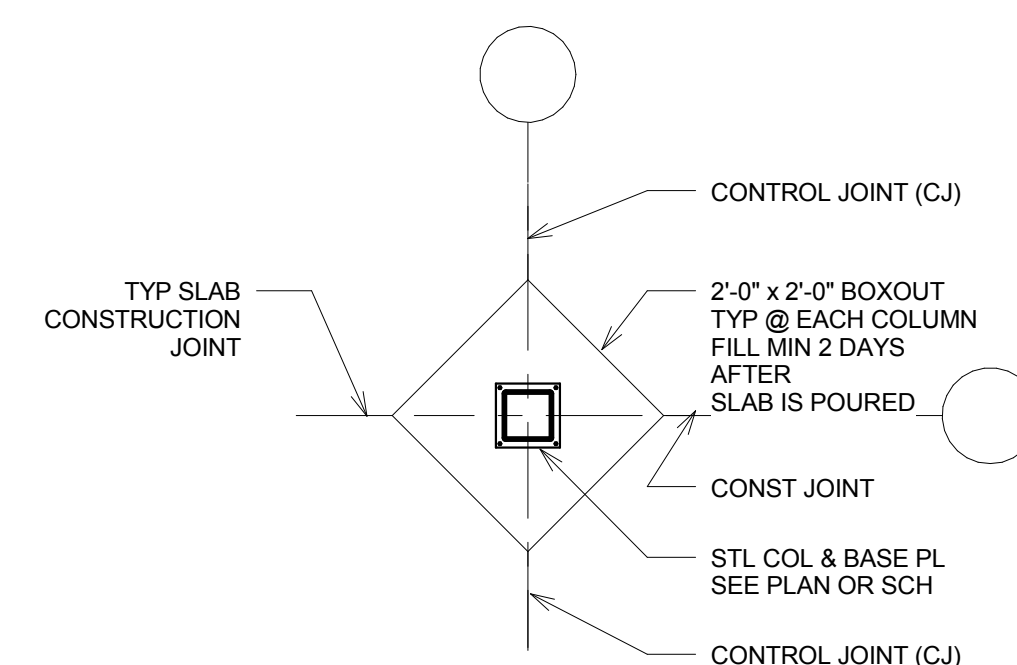 CONTROL JOINT (CJ)
TYP SLAB
CONSTRUCTION
JOINT
2'-0" x 2'-0" BOXOUT
TYP @ EACH COLUMN
FILL MIN 2 DAYS
AFTER
SLAB IS POURED
CONST JOINT
STL COL & BASE PL
SEE PLAN OR SCH
CONTROL JOINT (CJ)